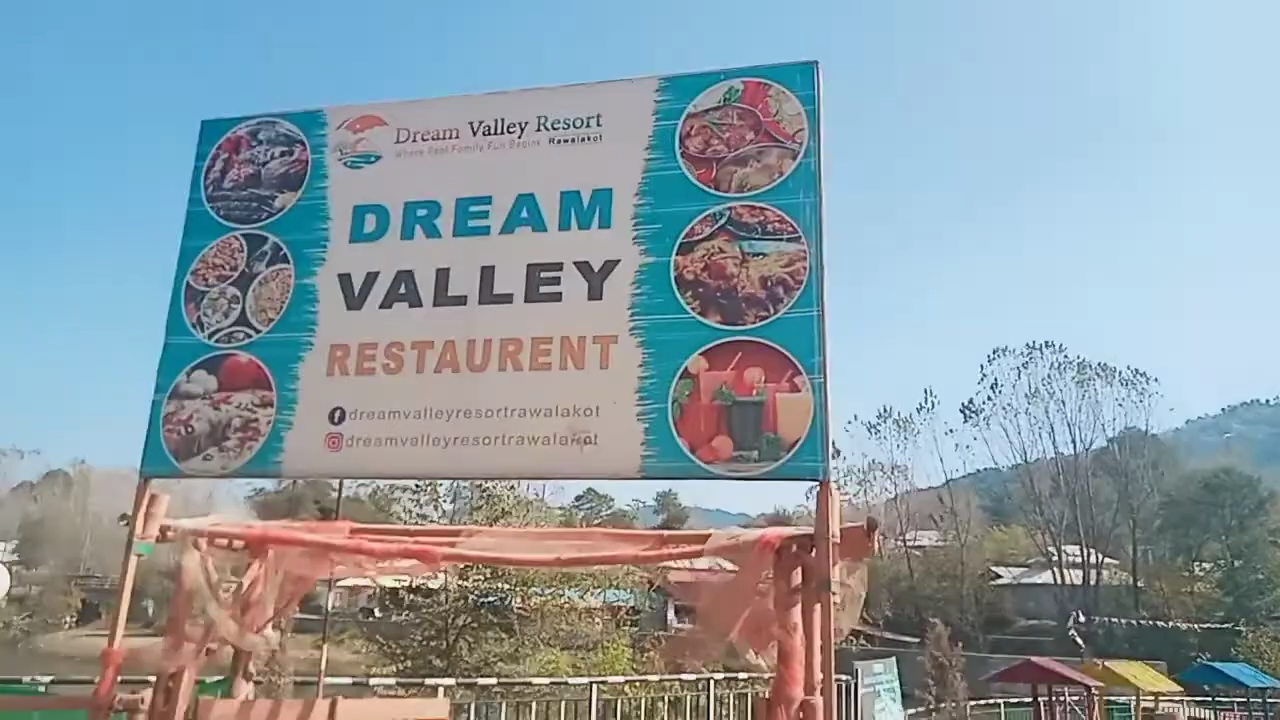 Dream Valley Resort
Where Real Family Fun Begins Rawalakot
DREAM
VALLEY
RESTAURENT
dreamvalleyresortrawalakot
dreamvalleyresortrawalakot